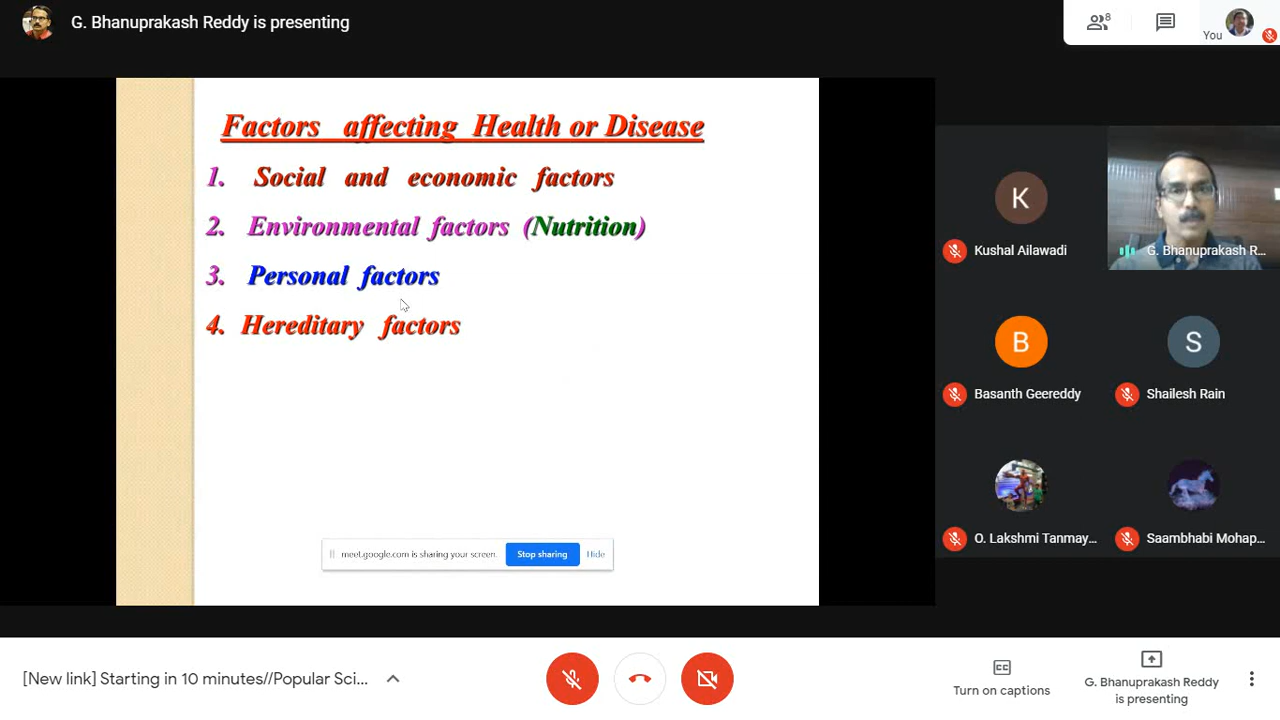 G. Bhanuprakash Reddy is presenting
8
You
Factors affecting Health or Disease
1. Social and economic factors
2. Environmental factors (Nutrition)
3. Personal factors
4. Hereditary factors
meet.google.com is sharing your screen.
Stop sharing
Hide
K
Kushal Ailawadi
G. Bhanuprakash R...
B
Basanth Geereddy
S
Shailesh Rain
O. Lakshmi Tanmay...
Saambhabi Mohap...
[New link] Starting in 10 minutes//Popular Sci...
CC
Turn on captions
G. Bhanuprakash Reddy
is presenting